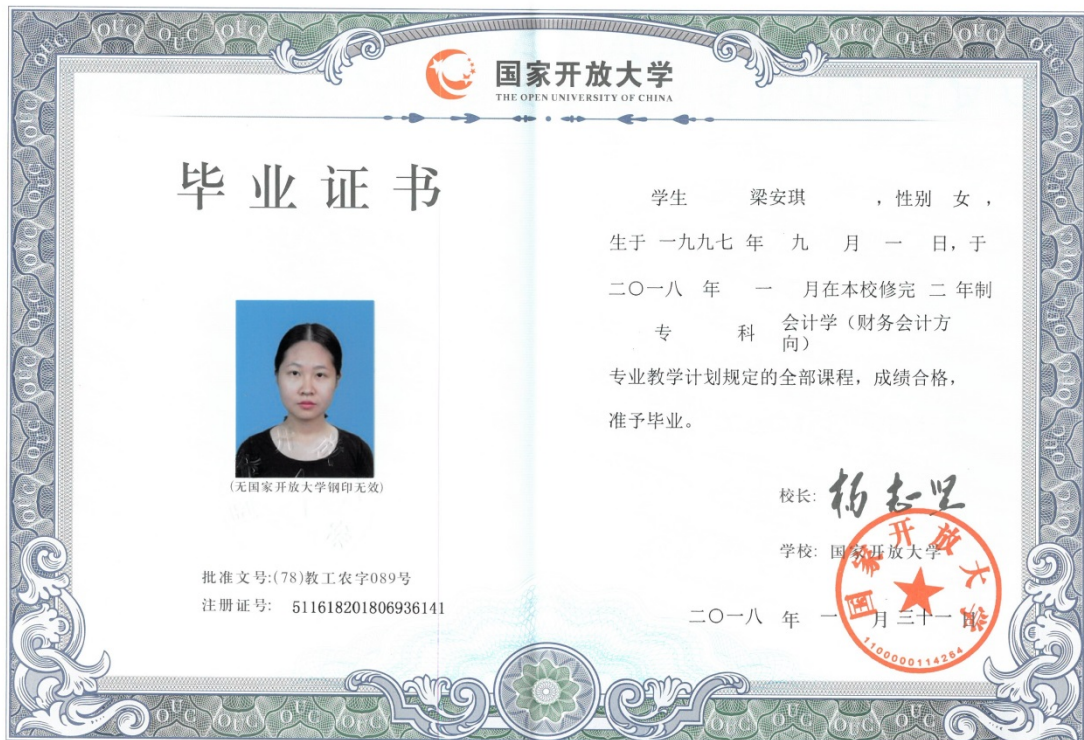 国家开放大学
THE OPEN UNIVERSITY OF CHINA
毕业证书
(无国家开放大学钢印无效)
批准文号:(78)教工农字089号
注册证号: 511618201806936141
学生 梁安琪 ，性别 女 ，
生于 一九九七 年 九 月 一 日，于
二〇一八 年 一 月在本校修完 二 年制
专 科 会计学（财务会计方
向）
专业教学计划规定的全部课程，成绩合格，
准予毕业。
校长: 杨志坚
学校: 国家开放大学
二〇一八 年 一 月 三十一 日
国家开放大学
1100000114264